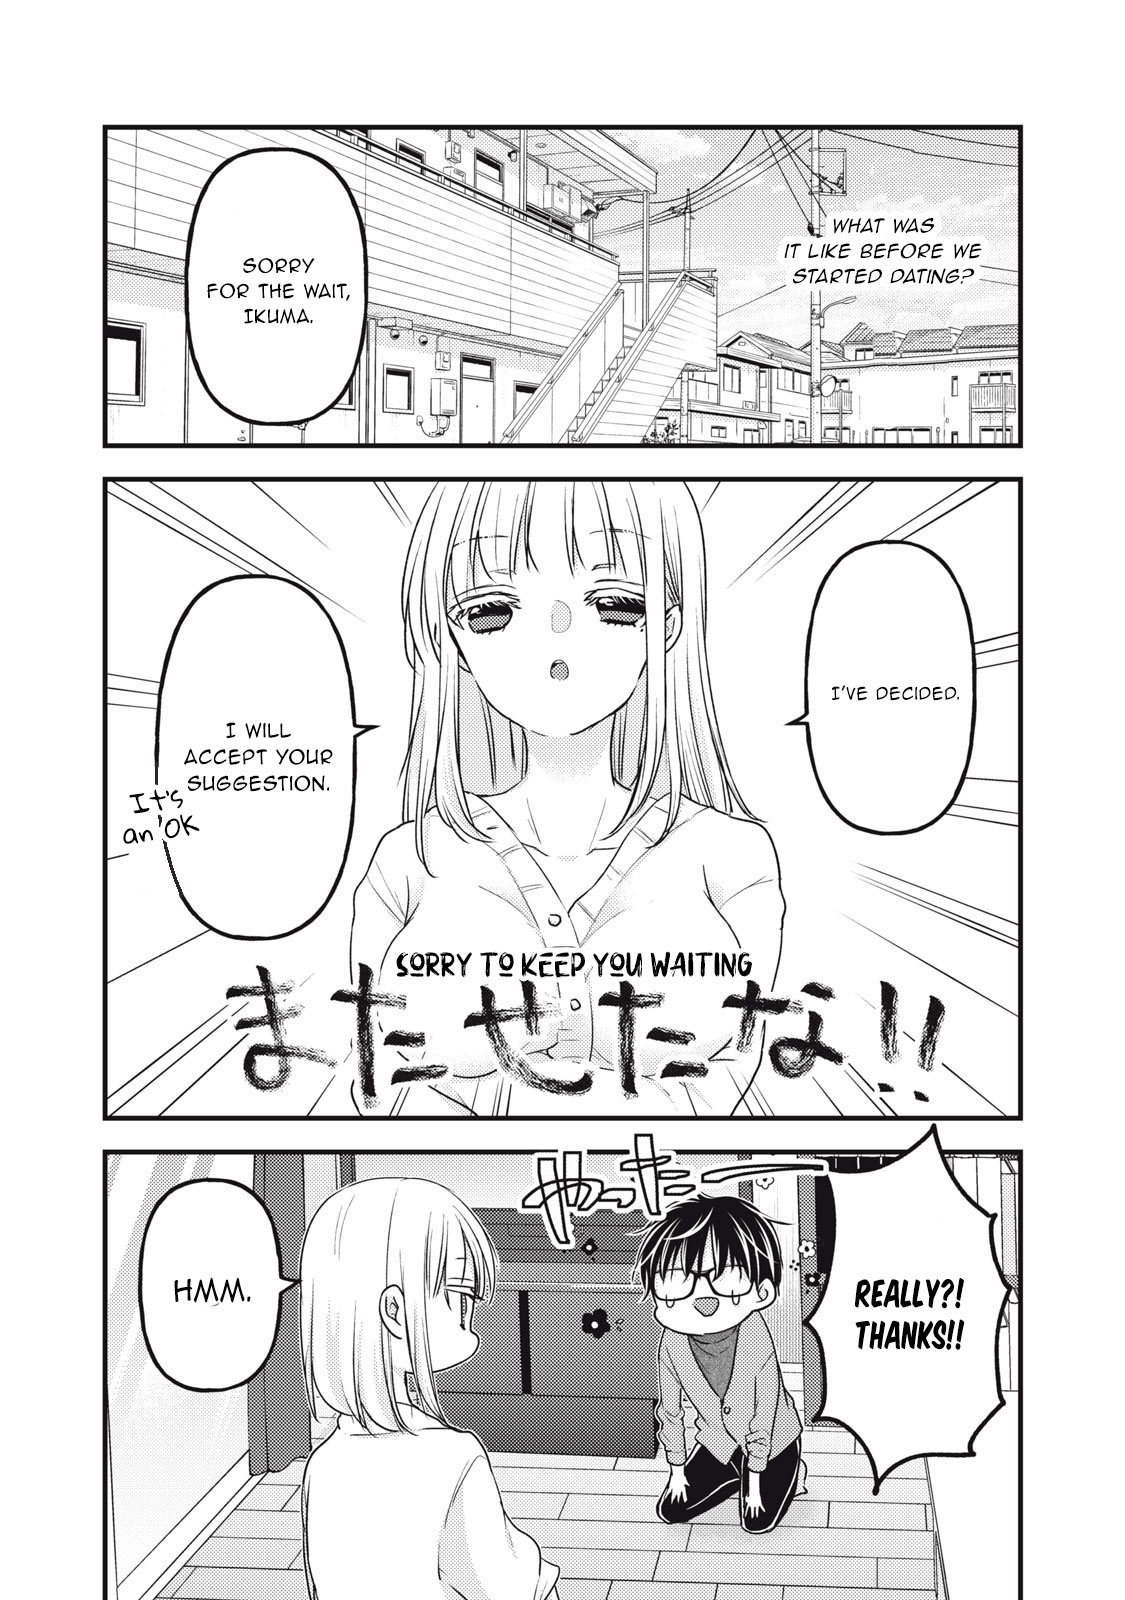 WHAT WAS
IT LIKE BEFORE WE
STARTED DATING?
SORRY
FOR THE WAIT,
IKUMA.
I'VE DECIDED.
I WILL
ACCEPT YOUR
SUGGESTION.
It's
an OK
SORRY TO KEEP YOU WAITING
またせたな!!
REALLY?!
THANKS!!
やったー
HMM.